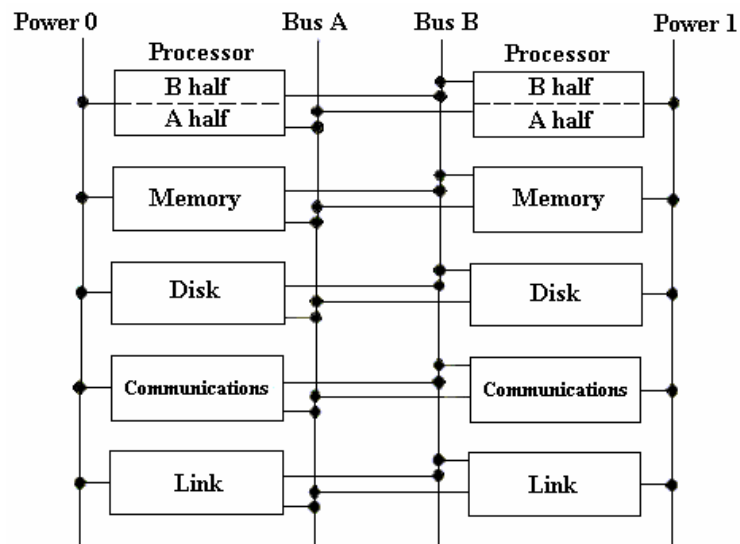 Power 0
Bus A
Bus B
Power 1
Processor
B half
A half
Processor
B half
A half
Memory
Memory
Disk
Disk
Communications
Communications
Link
Link